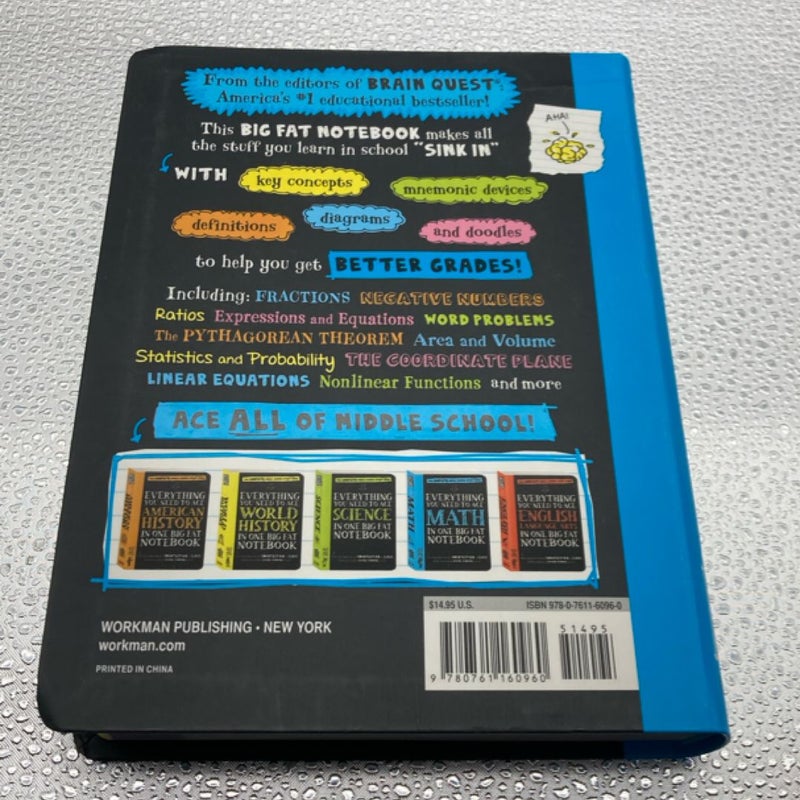 From the editors of BRAIN QUEST®,
America's #1 educational bestseller!
AHA!
This BIG FAT NOTEBOOK makes all
the stuff you learn in school "SINK IN"
WITH key concepts mnemonic devices
definitions diagrams and doodles
to help you get BETTER GRADES!
Including: FRACTIONS NEGATIVE NUMBERS
Ratios Expressions and Equations WORD PROBLEMS
The PYTHAGOREAN THEOREM Area and Volume
Statistics and Probability THE COORDINATE PLANE
LINEAR EQUATIONS Nonlinear Functions and more
ACE ALL OF MIDDLE SCHOOL!
EVERYTHING
YOU NEED TO ACE
AMERICAN
HISTORY
IN ONE BIG FAT
NOTEBOOK
EVERYTHING
YOU NEED TO ACE
WORLD
HISTORY
IN ONE BIG FAT
NOTEBOOK
EVERYTHING
YOU NEED TO ACE
SCIENCE
IN ONE BIG FAT
NOTEBOOK
MATH
EVERYTHING
YOU NEED TO ACE
MATH
IN ONE BIG FAT
NOTEBOOK
EVERYTHING
YOU NEED TO ACE
ENGLISH
LANGUAGE ARTS
IN ONE BIG FAT
NOTEBOOK
$14.95 U.S. ISBN 978-0-7611-6096-0
51495
9 780761 160960
WORKMAN PUBLISHING • NEW YORK
workman.com
PRINTED IN CHINA